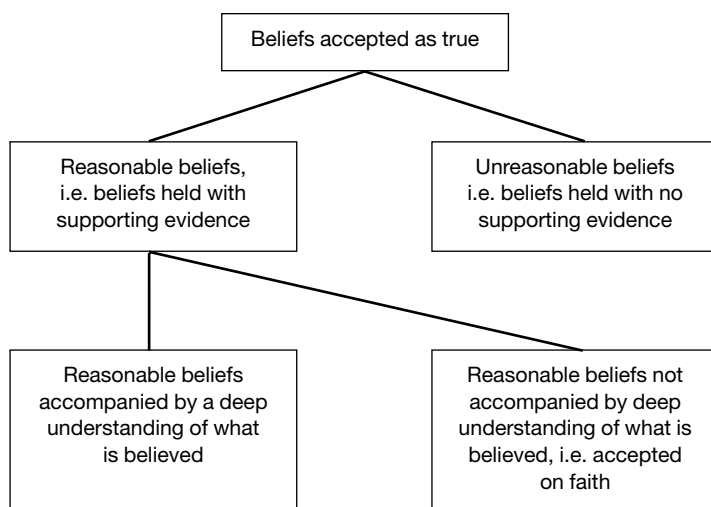 Beliefs accepted as true
Reasonable beliefs,
i.e. beliefs held with
supporting evidence
Unreasonable beliefs
i.e. beliefs held with no
supporting evidence
Reasonable beliefs
accompanied by a deep
understanding of what
is believed
Reasonable beliefs not
accompanied by deep
understanding of what is
believed, i.e. accepted
on faith